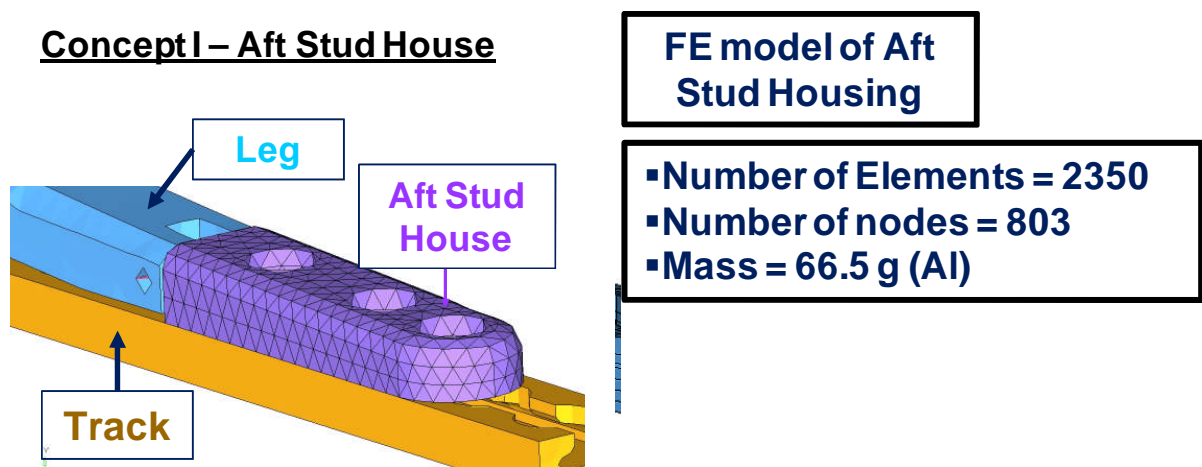 Concept I – Aft Stud House
Leg
Aft Stud
House
Track
FE model of Aft
Stud Housing
▪Number of Elements = 2350
▪Number of nodes = 803
▪Mass = 66.5 g (Al)